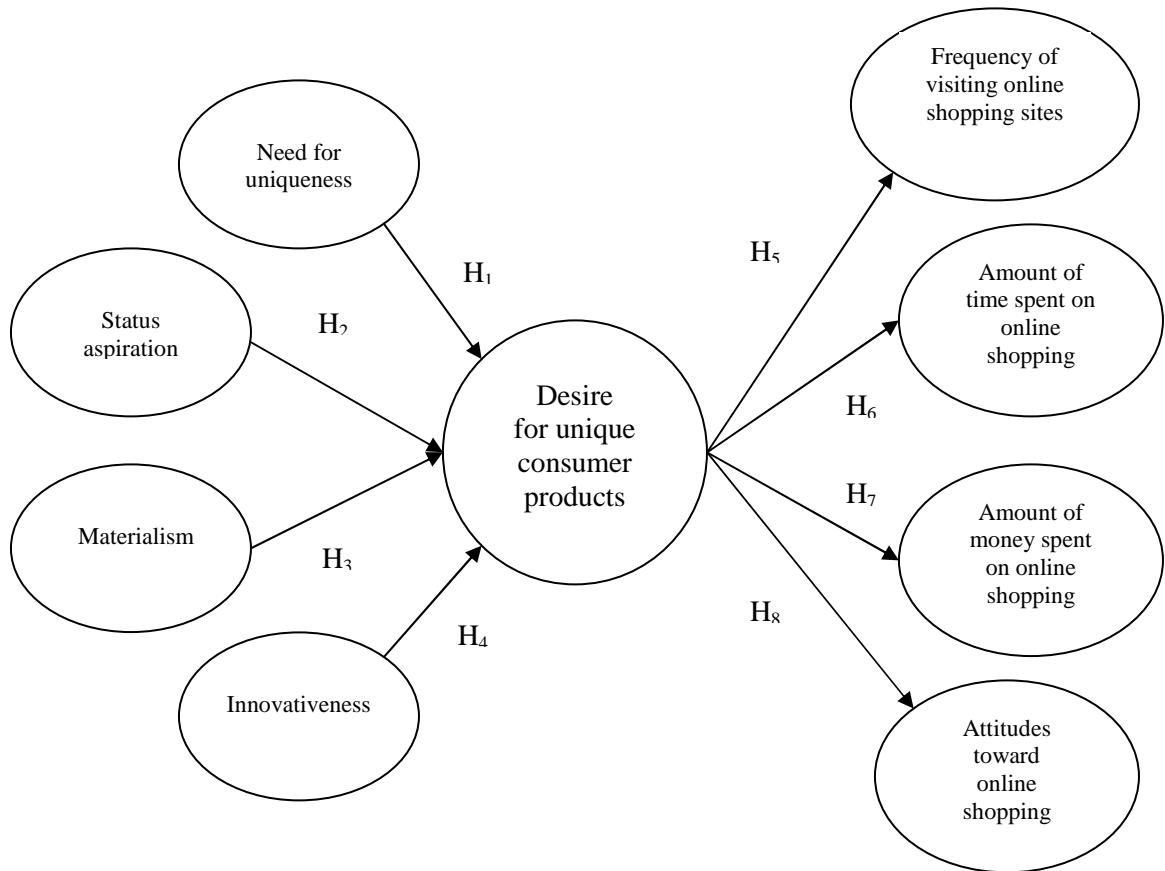 Frequency of
visiting online
shopping sites
Need for
uniqueness
H₁
H₅
Amount of
time spent on
online
shopping
Status
aspiration
H₂
Desire
for unique
consumer
products
H₆
Materialism
H₃
H₇
Amount of
money spent
on online
shopping
Innovativeness
H₄
H₈
Attitudes
toward
online
shopping